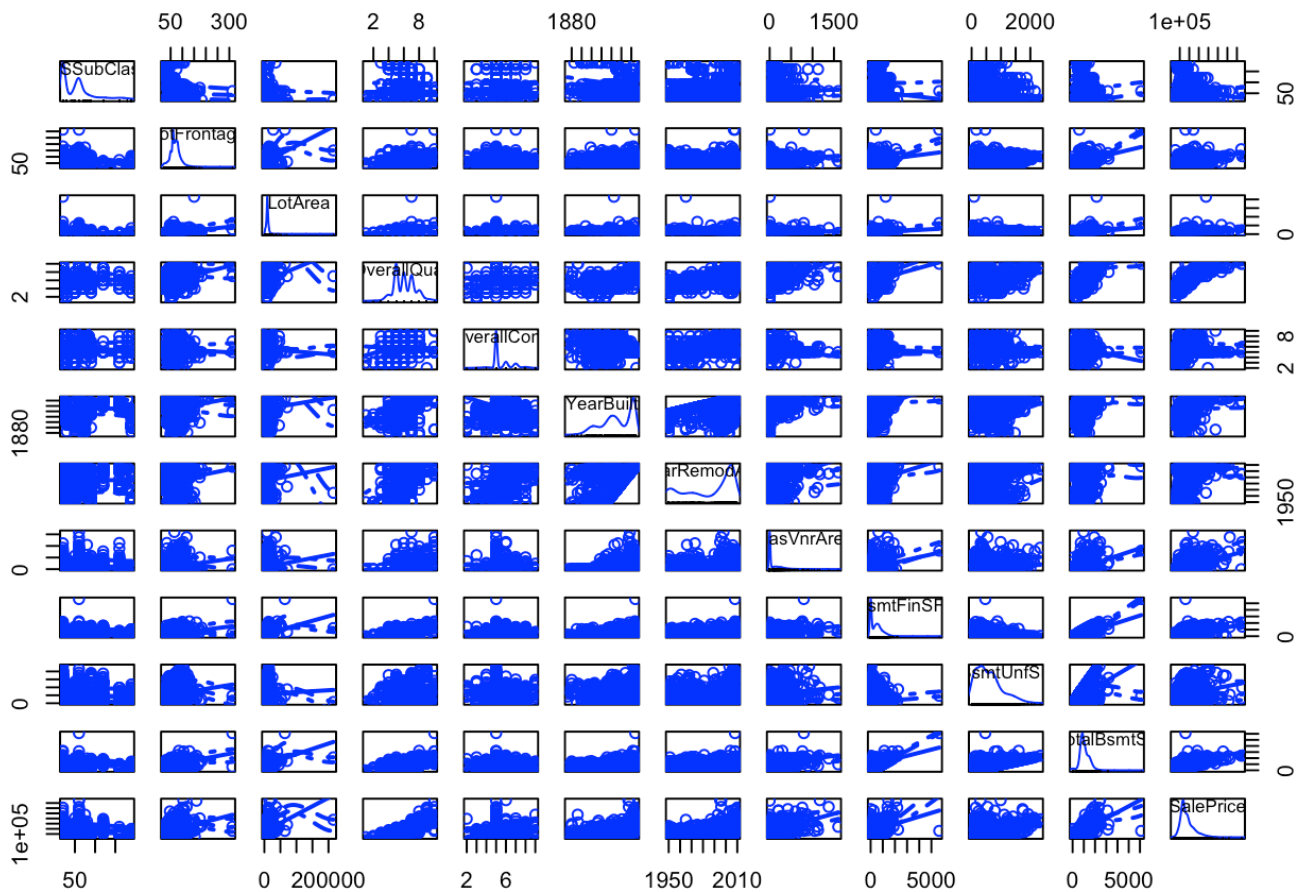 50 300 2 8 1880 0 1500 0 2000 1e+05
SSubClas
50
50
otFrontag
LotArea
0
2
OverallQua
verallCon
8
2
1880
YearBuilt
arRemodA
1950
0
asVnrAre
smtFinSF
0
0
smtUnfS
otalBsmtS
0
1e+05
SalePrice
50 0 200000 2 6 1950 2010 0 5000 0 5000